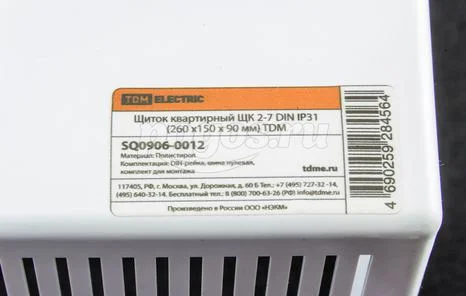 TDM ELECTRIC
Щиток квартирный ЩК 2-7 DIN IP31
(260 x150 x 90 мм) TDM
SQ0906-0012
Материал: Полистирол.
Комплектация: DIN-рейка, шина нулевая,
комплект для монтажа
tdme.ru
117405, РФ, г. Москва, ул. Дорожная, д. 60 Б Тел.: +7 (495) 727-32-14,
(495) 640-32-14. Бесплатный тел.: 8 (800) 700-63-26 (РФ) info@tdme.ru
Произведено в России ООО «НЭКМ»
4 690259 284564